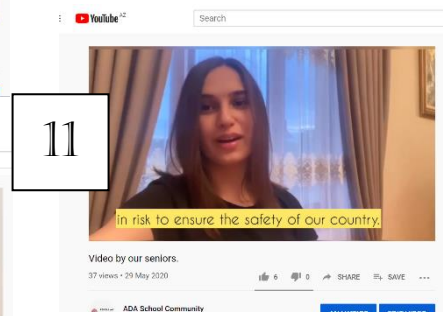 YouTube AZ
Search
11
in risk to ensure the safety of our country.
Video by our seniors.
37 views • 29 May 2020
6 0 SHARE SAVE ...
ADA School Community